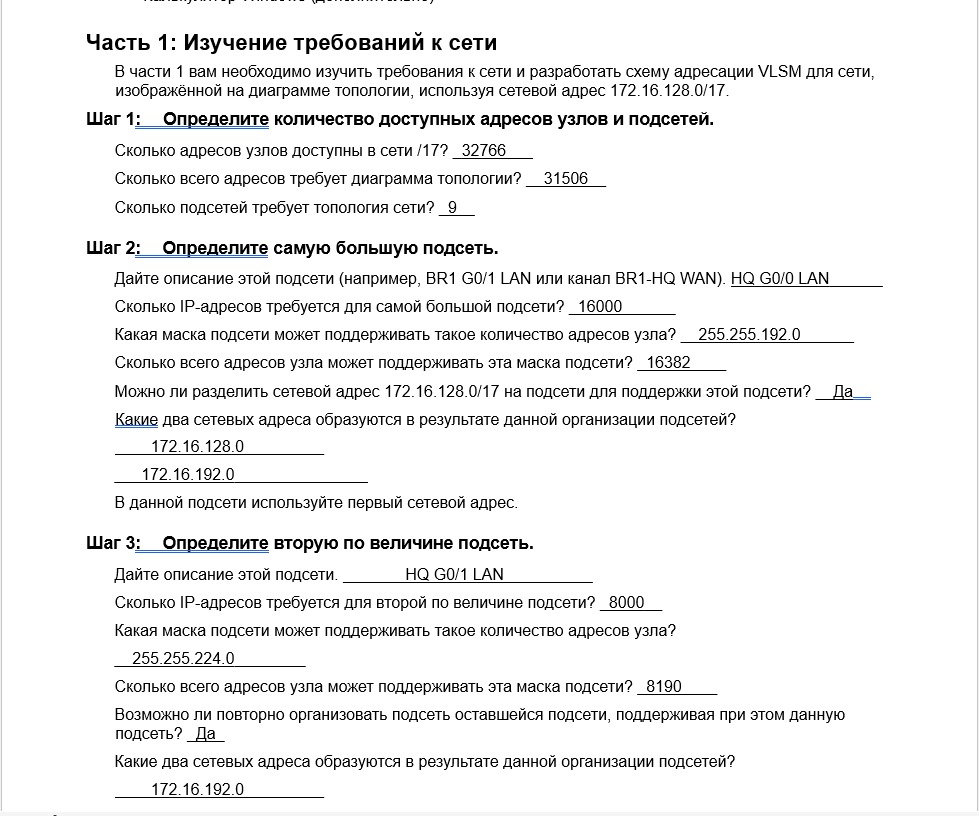 Часть 1: Изучение требований к сети
В части 1 вам необходимо изучить требования к сети и разработать схему адресации VLSM для сети,
изображённой на диаграмме топологии, используя сетевой адрес 172.16.128.0/17.
Шаг 1: Определите количество доступных адресов узлов и подсетей.
Сколько адресов узлов доступны в сети /17? 32766
Сколько всего адресов требует диаграмма топологии? 31506
Сколько подсетей требует топология сети? 9
Шаг 2: Определите самую большую подсеть.
Дайте описание этой подсети (например, BR1 G0/1 LAN или канал BR1-HQ WAN). HQ G0/0 LAN
Сколько IP-адресов требуется для самой большой подсети? 16000
Какая маска подсети может поддерживать такое количество адресов узла? 255.255.192.0
Сколько всего адресов узла может поддерживать эта маска подсети? 16382
Можно ли разделить сетевой адрес 172.16.128.0/17 на подсети для поддержки этой подсети? Да
Какие два сетевых адреса образуются в результате данной организации подсетей?
172.16.128.0
172.16.192.0
В данной подсети используйте первый сетевой адрес.
Шаг 3: Определите вторую по величине подсеть.
Дайте описание этой подсети. HQ G0/1 LAN
Сколько IP-адресов требуется для второй по величине подсети? 8000
Какая маска подсети может поддерживать такое количество адресов узла?
255.255.224.0
Сколько всего адресов узла может поддерживать эта маска подсети? 8190
Возможно ли повторно организовать подсеть оставшейся подсети, поддерживая при этом данную
подсеть? Да
Какие два сетевых адреса образуются в результате данной организации подсетей?
172.16.192.0